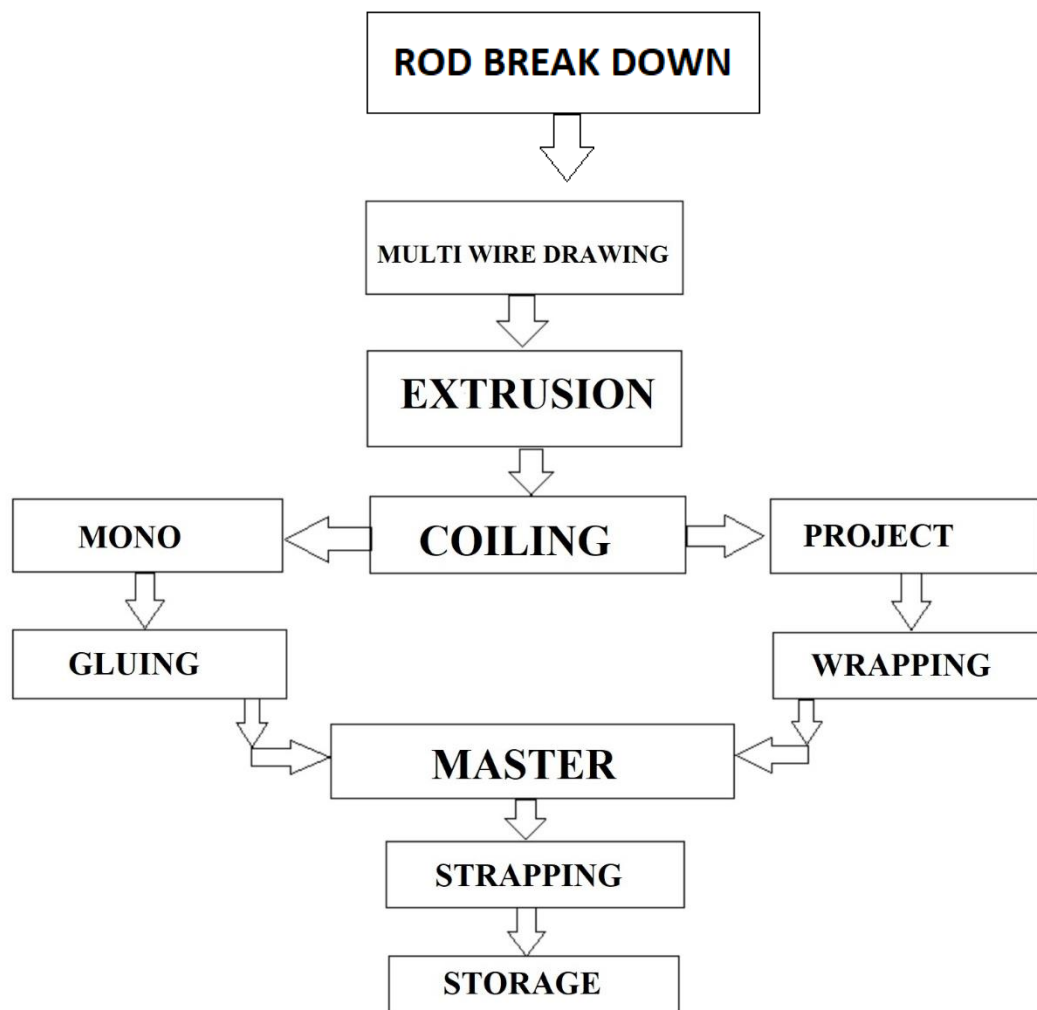 ROD BREAK DOWN
MULTI WIRE DRAWING
EXTRUSION
MONO
COILING
PROJECT
GLUING
WRAPPING
MASTER
STRAPPING
STORAGE